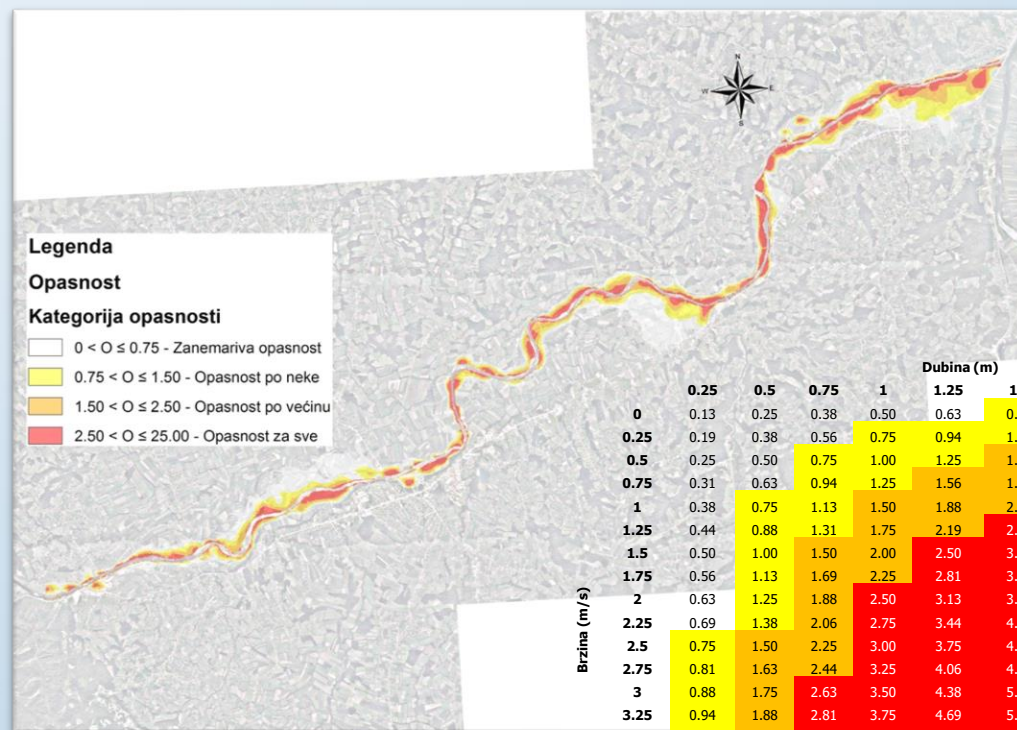 N
W E
S
Legenda
Opasnost
Kategorija opasnosti
0 < O ≤ 0.75 - Zanemariva opasnost
0.75 < O ≤ 1.50 - Opasnost po neke
1.50 < O ≤ 2.50 - Opasnost po većinu
2.50 < O ≤ 25.00 - Opasnost za sve
Dubina (m)
0.25 0.5 0.75 1 1.25
0 0.13 0.25 0.38 0.50 0.63
0.25 0.19 0.38 0.56 0.75 0.94
0.5 0.25 0.50 0.75 1.00 1.25
0.75 0.31 0.63 0.94 1.25 1.56
1 0.38 0.75 1.13 1.50 1.88
1.25 0.44 0.88 1.31 1.75 2.19
1.5 0.50 1.00 1.50 2.00 2.50
1.75 0.56 1.13 1.69 2.25 2.81
2 0.63 1.25 1.88 2.50 3.13
2.25 0.69 1.38 2.06 2.75 3.44
2.5 0.75 1.50 2.25 3.00 3.75
2.75 0.81 1.63 2.44 3.25 4.06
3 0.88 1.75 2.63 3.50 4.38
3.25 0.94 1.88 2.81 3.75 4.69
Brzina (m/s)